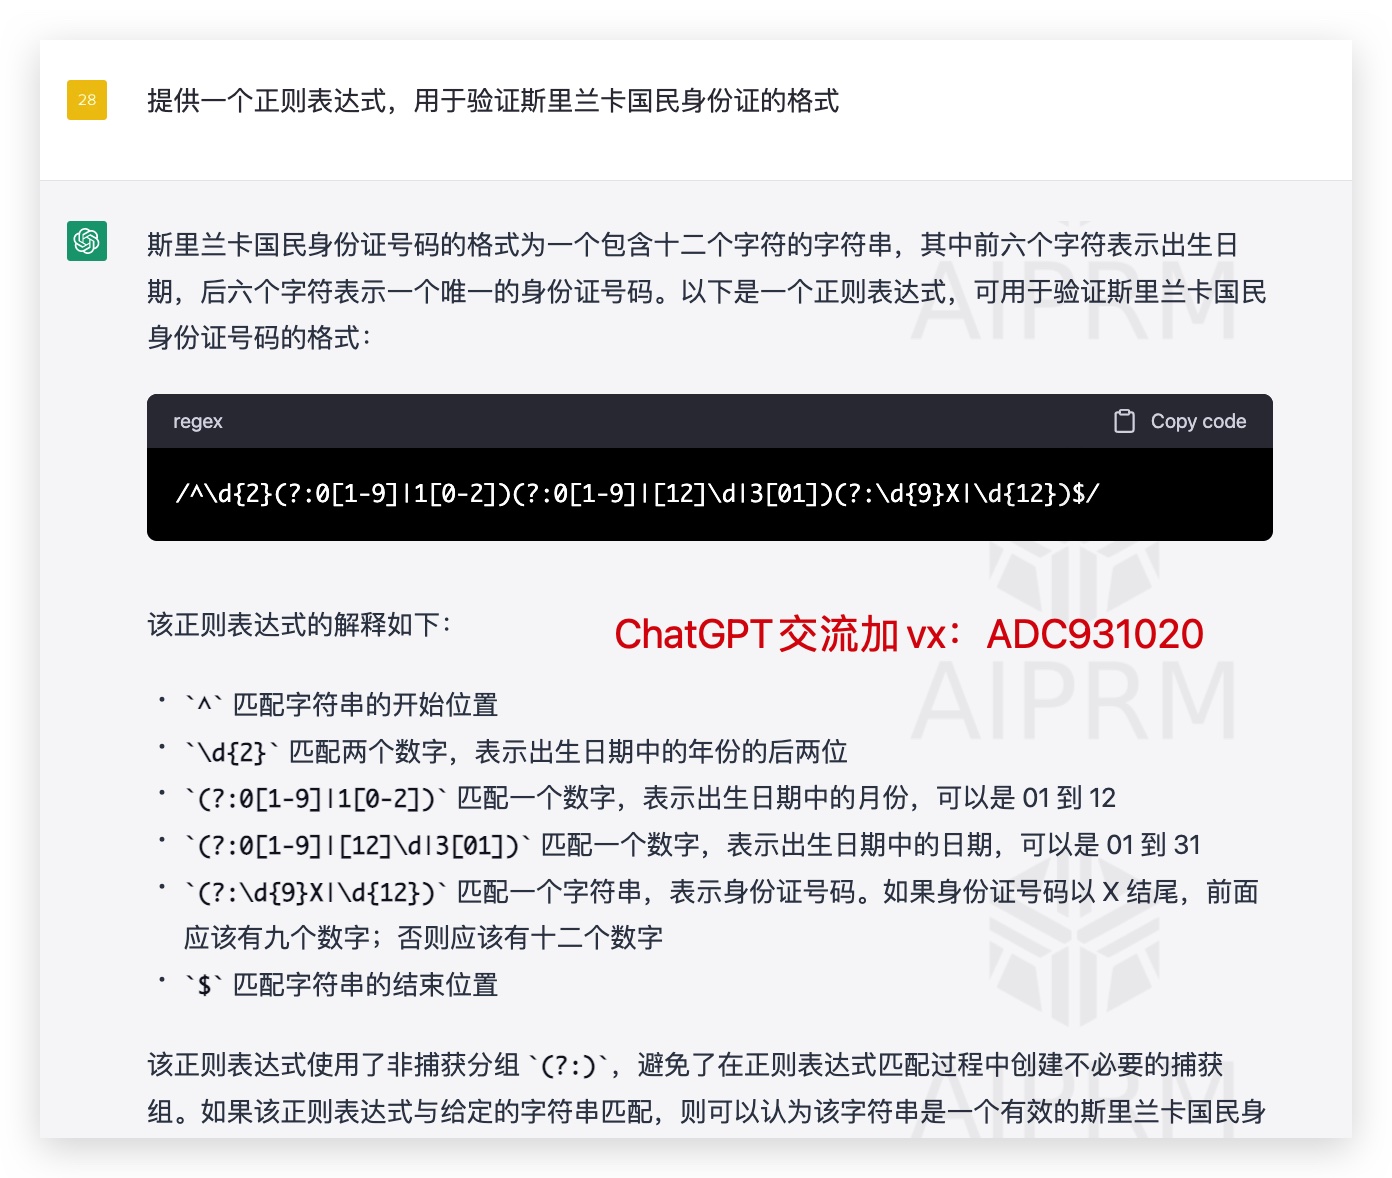 28
提供一个正则表达式，用于验证斯里兰卡国民身份证的格式
斯里兰卡国民身份证号码的格式为一个包含十二个字符的字符串，其中前六个字符表示出生日
期，后六个字符表示一个唯一的身份证号码。以下是一个正则表达式，可用于验证斯里兰卡国民
身份证号码的格式：
AIPRM
regex
Copy code
/^\d{2}(?:0[1-9]|1[0-2])(?:0[1-9]|[12]\d|3[01])(?:\d{9}X|\d{12})$/
该正则表达式的解释如下：
ChatGPT 交流加 vx： ADC931020
AIPRM
• `^` 匹配字符串的开始位置
• `\d{2}` 匹配两个数字，表示出生日期中的年份的后两位
• `(?:0[1-9]|1[0-2])` 匹配一个数字，表示出生日期中的月份，可以是 01 到 12
• `(?:0[1-9]|[12]\d|3[01])` 匹配一个数字，表示出生日期中的日期，可以是 01 到 31
• `(?:\d{9}X|\d{12})` 匹配一个字符串，表示身份证号码。如果身份证号码以 X 结尾，前面
应该有九个数字；否则应该有十二个数字
• `$` 匹配字符串的结束位置
该正则表达式使用了非捕获分组 `(?:)`，避免了在正则表达式匹配过程中创建不必要的捕获
组。如果该正则表达式与给定的字符串匹配，则可以认为该字符串是一个有效的斯里兰卡国民身
AIPRM